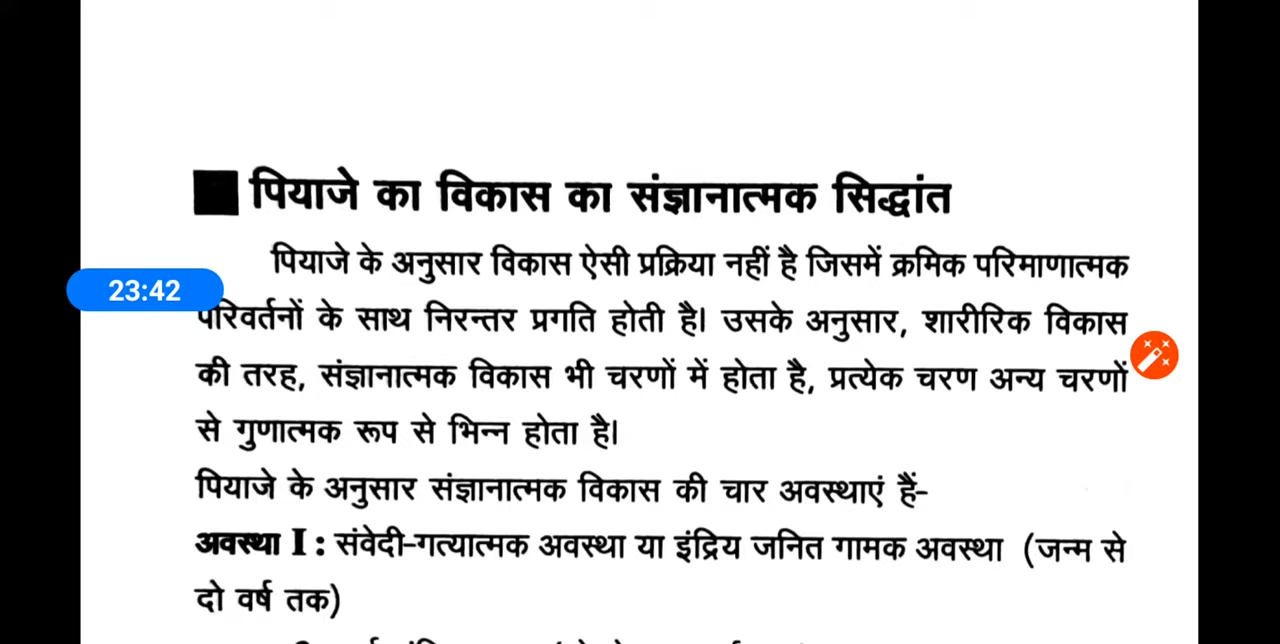 पियाजे का विकास का संज्ञानात्मक सिद्धांत
पियाजे के अनुसार विकास ऐसी प्रक्रिया नहीं है जिसमें क्रमिक परिमाणात्मक
23:42
परिवर्तनों के साथ निरन्तर प्रगति होती है। उसके अनुसार, शारीरिक विकास
की तरह, संज्ञानात्मक विकास भी चरणों में होता है, प्रत्येक चरण अन्य चरणों
से गुणात्मक रूप से भिन्न होता है।
पियाजे के अनुसार संज्ञानात्मक विकास की चार अवस्थाएं हैं-
अवस्था I : संवेदी-गत्यात्मक अवस्था या इंद्रिय जनित गामक अवस्था (जन्म से
दो वर्ष तक)